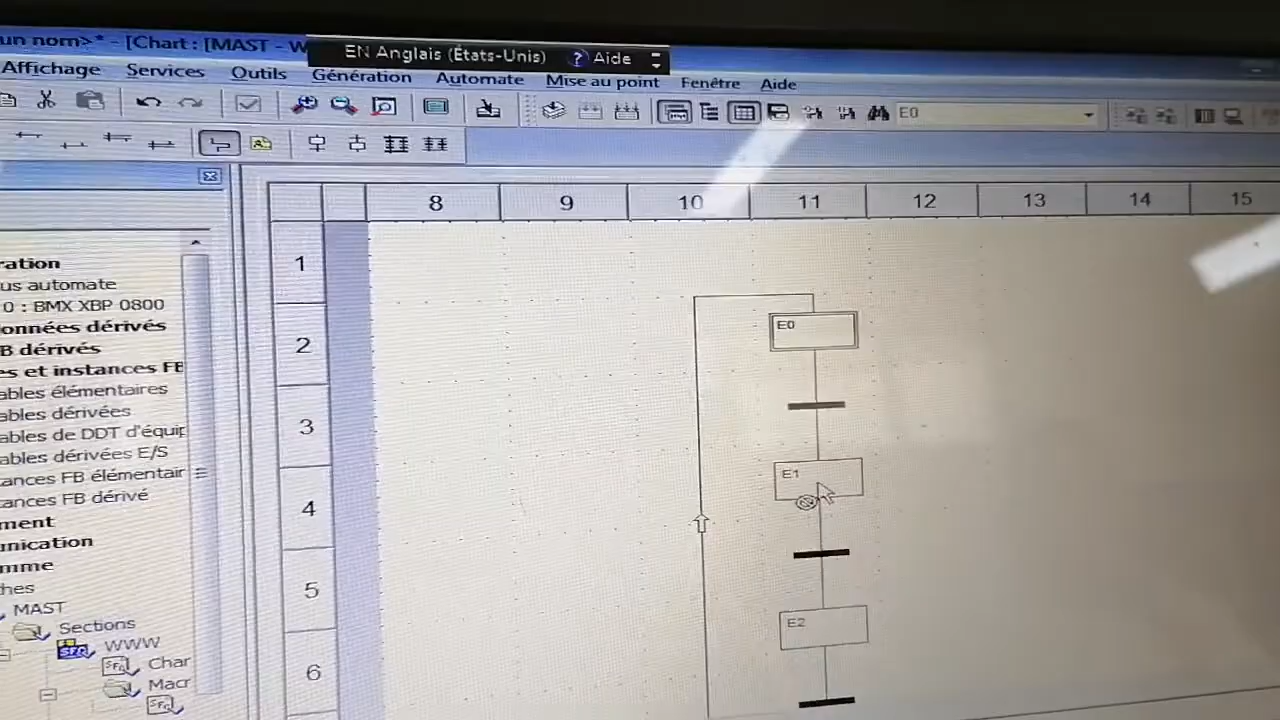 un nom>* - [Chart : [MAST - W
EN Anglais (États-Unis) ? Aide
Affichage Services Outils Génération Automate Mise au point Fenêtre Aide
E0
8 9 10 11 12 13 14 15
1
2
3
4
5
6
E0
E1
E2
ration
us automate
0 : BMX XBP 0800
onnées dérivés
B dérivés
es et instances FB
ables élémentaires
ables dérivées
ables de DDT d'équip
ables dérivées E/S
ances FB élémentair
ances FB dérivé
ment
unication
mme
hes
MAST
Sections
WWW
Char
Macr